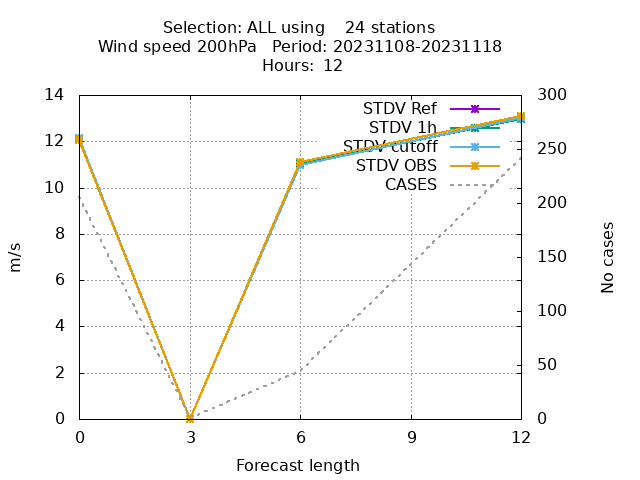 Selection: ALL using    24 stations
Wind speed 200hPa   Period: 20231108-20231118
Hours:  12
14
12
10
8
6
4
2
0
300
250
200
150
100
50
0
STDV Ref
STDV 1h
STDV cutoff
STDV OBS
CASES
m/s
No cases
0
3
6
9
12
Forecast length